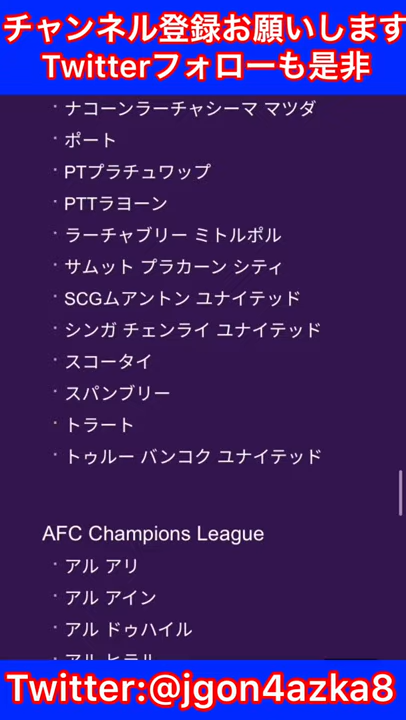 チャンネル登録お願いします
Twitterフォローも是非
・ナコーンラーチャシーマ マツダ
・ポート
・PTプラチュワップ
・PTTラヨーン
・ラーチャブリー ミトルポル
・サムット プラカーン シティ
・SCGムアントン ユナイテッド
・シンガ チェンライ ユナイテッド
・スコータイ
・スパンブリー
・トラート
・トゥルー バンコク ユナイテッド
AFC Champions League
・アル アリ
・アル アイン
・アル ドゥハイル
・アル ヒラル
Twitter:@jgon4azka8